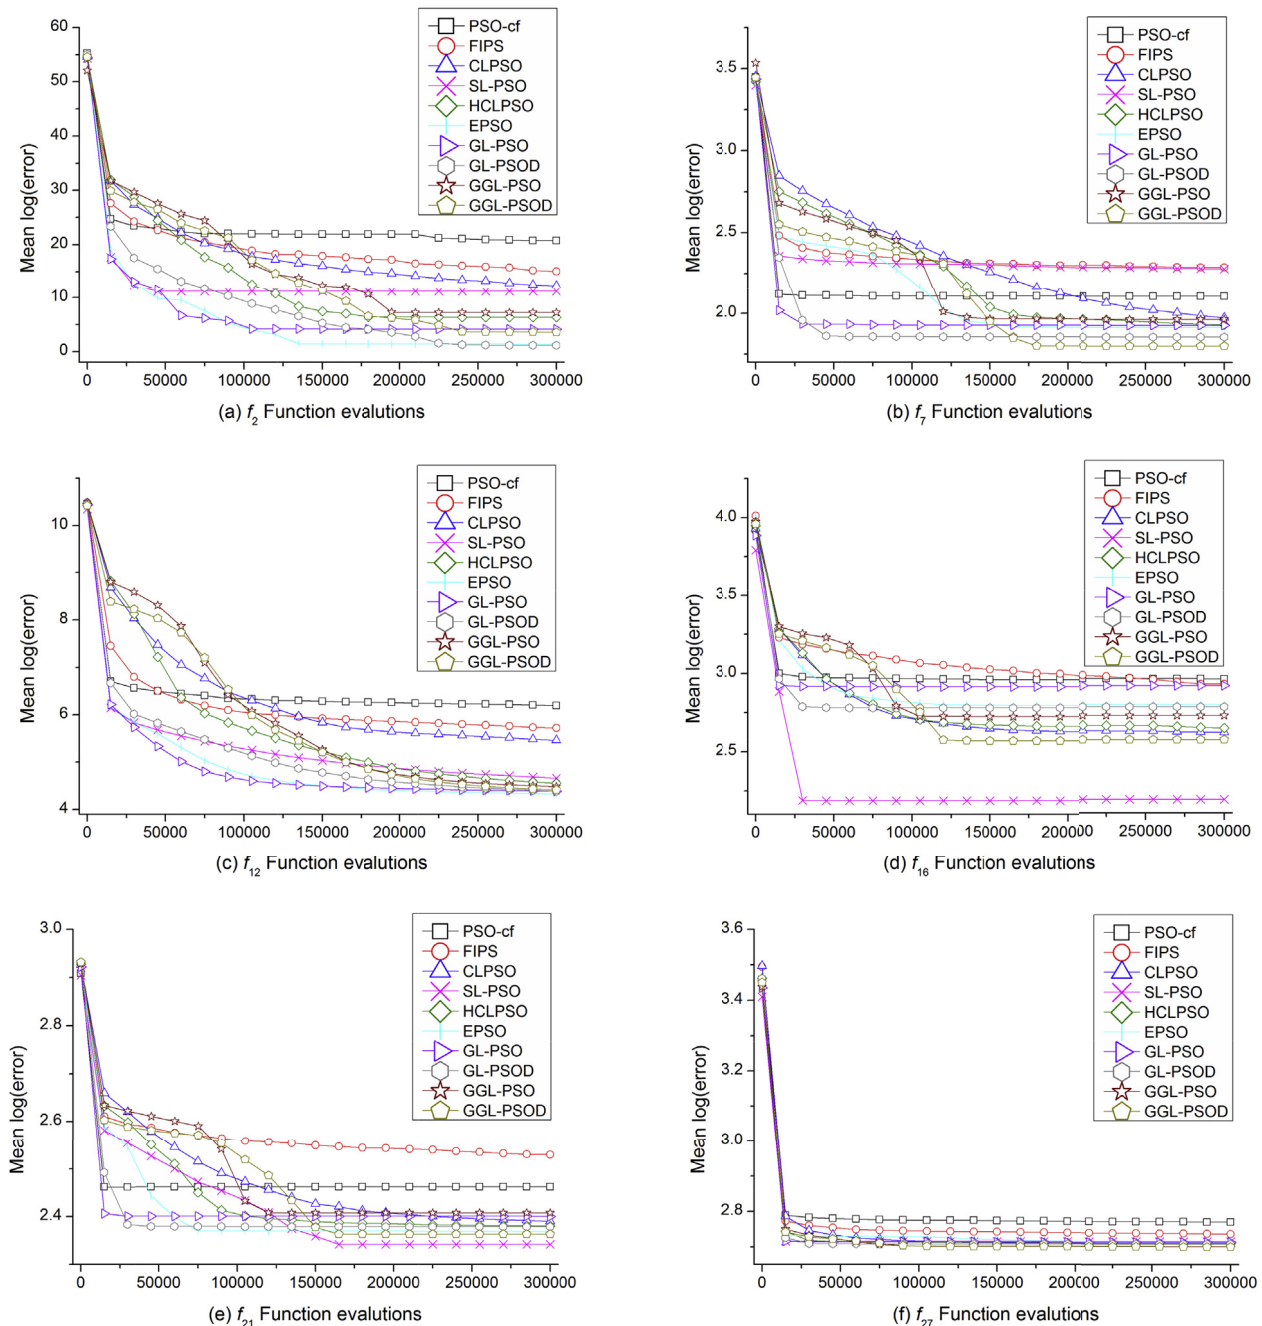 60
50
40
30
20
10
0
Mean log(error)
PSO-cf
FIPS
CLPSO
SL-PSO
HCLPSO
EPSO
GL-PSO
GL-PSOD
GGL-PSO
GGL-PSOD
0 50000 100000 150000 200000 250000 300000
(a) f2 Function evalutions
3.5
3.0
2.5
2.0
Mean log(error)
PSO-cf
FIPS
CLPSO
SL-PSO
HCLPSO
EPSO
GL-PSO
GL-PSOD
GGL-PSO
GGL-PSOD
0 50000 100000 150000 200000 250000 300000
(b) f7 Function evalutions
10
8
6
4
Mean log(error)
PSO-cf
FIPS
CLPSO
SL-PSO
HCLPSO
EPSO
GL-PSO
GL-PSOD
GGL-PSO
GGL-PSOD
0 50000 100000 150000 200000 250000 300000
(c) f12 Function evalutions
4.0
3.5
3.0
2.5
Mean log(error)
PSO-cf
FIPS
CLPSO
SL-PSO
HCLPSO
EPSO
GL-PSO
GL-PSOD
GGL-PSO
GGL-PSOD
0 50000 100000 150000 200000 250000 300000
(d) f16 Function evalutions
3.0
2.8
2.6
2.4
Mean log(error)
PSO-cf
FIPS
CLPSO
SL-PSO
HCLPSO
EPSO
GL-PSO
GL-PSOD
GGL-PSO
GGL-PSOD
0 50000 100000 150000 200000 250000 300000
(e) f21 Function evalutions
3.6
3.4
3.2
3.0
2.8
Mean log(error)
PSO-cf
FIPS
CLPSO
SL-PSO
HCLPSO
EPSO
GL-PSO
GL-PSOD
GGL-PSO
GGL-PSOD
0 50000 100000 150000 200000 250000 300000
(f) f27 Function evalutions